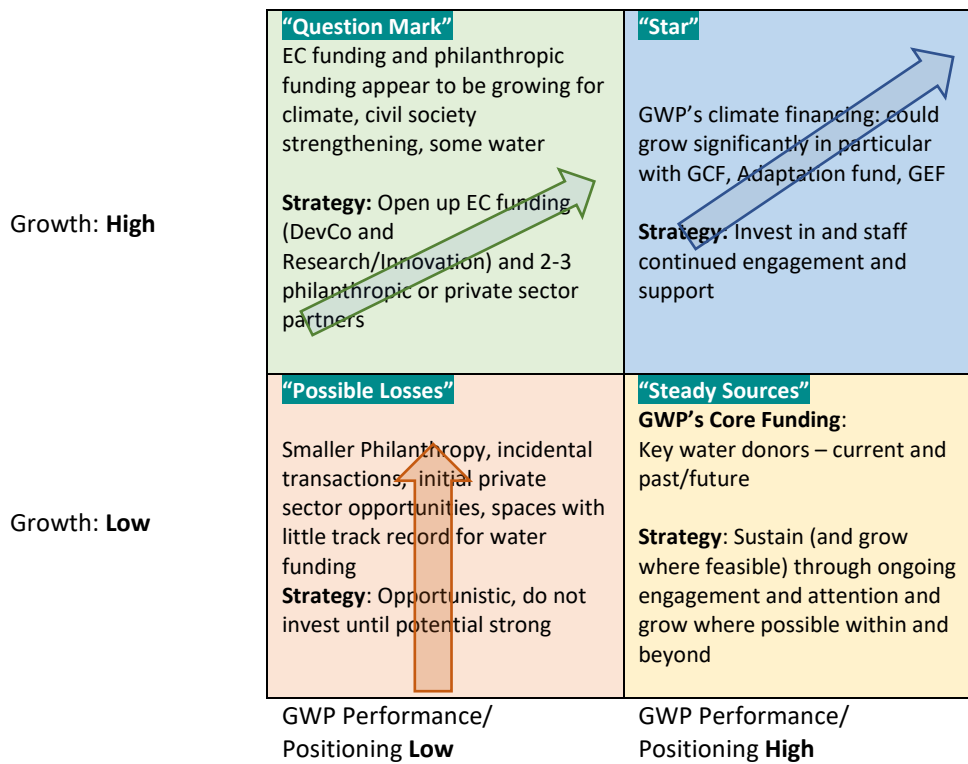 “Question Mark”
EC funding and philanthropic
funding appear to be growing for
climate, civil society
strengthening, some water
Strategy: Open up EC funding
(DevCo and
Research/Innovation) and 2-3
philanthropic or private sector
partners
“Star”
GWP’s climate financing: could
grow significantly in particular
with GCF, Adaptation fund, GEF
Strategy: Invest in and staff
continued engagement and
support
Growth: High
“Possible Losses”
Smaller Philanthropy, incidental
transactions, initial private
sector opportunities, spaces with
little track record for water
funding
Strategy: Opportunistic, do not
invest until potential strong
“Steady Sources”
GWP’s Core Funding:
Key water donors – current and
past/future
Strategy: Sustain (and grow
where feasible) through ongoing
engagement and attention and
grow where possible within and
beyond
Growth: Low
GWP Performance/
Positioning Low
GWP Performance/
Positioning High